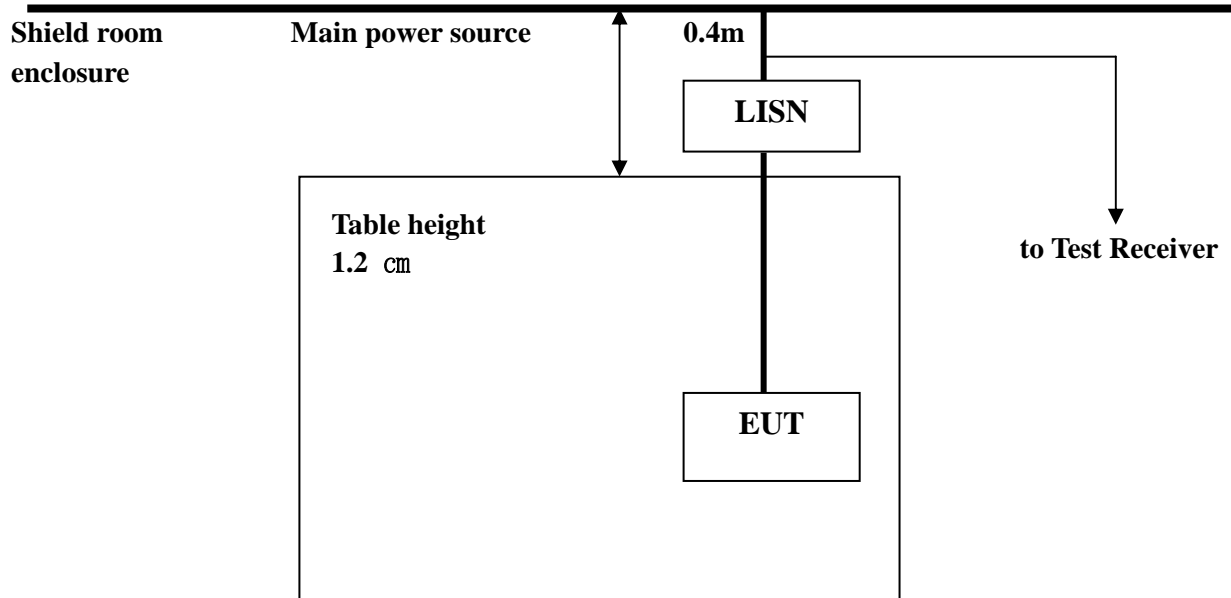 Shield room
enclosure
Main power source
0.4m
LISN
Table height
1.2 ㎝
to Test Receiver
EUT